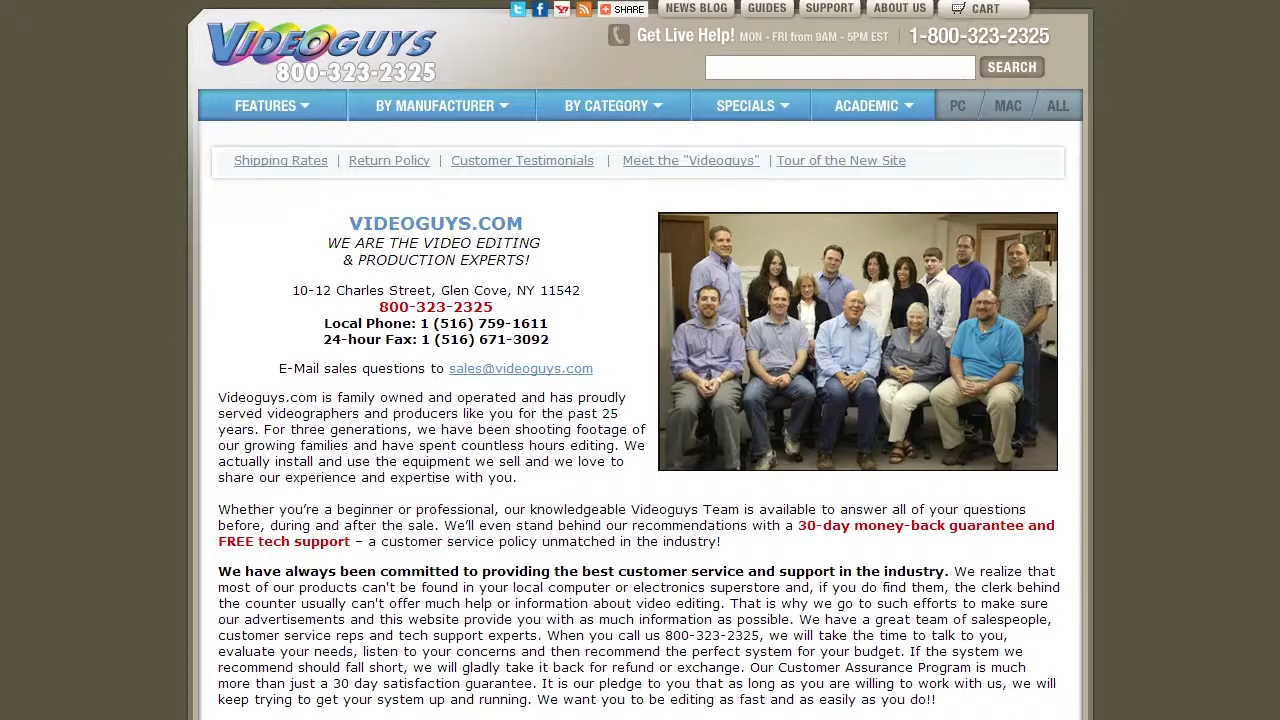 SHARE
NEWS BLOG GUIDES SUPPORT ABOUT US CART
VIDEOGUYS
800-323-2325
Get Live Help! MON - FRI from 9AM - 5PM EST | 1-800-323-2325
SEARCH
FEATURES BY MANUFACTURER BY CATEGORY SPECIALS ACADEMIC PC MAC ALL
Shipping Rates | Return Policy | Customer Testimonials | Meet the "Videoguys" | Tour of the New Site
VIDEOGUYS.COM
WE ARE THE VIDEO EDITING
& PRODUCTION EXPERTS!
10-12 Charles Street, Glen Cove, NY 11542
800-323-2325
Local Phone: 1 (516) 759-1611
24-hour Fax: 1 (516) 671-3092
E-Mail sales questions to sales@videoguys.com
Videoguys.com is family owned and operated and has proudly
served videographers and producers like you for the past 25
years. For three generations, we have been shooting footage of
our growing families and have spent countless hours editing. We
actually install and use the equipment we sell and we love to
share our experience and expertise with you.
Whether you’re a beginner or professional, our knowledgeable Videoguys Team is available to answer all of your questions
before, during and after the sale. We’ll even stand behind our recommendations with a 30-day money-back guarantee and
FREE tech support – a customer service policy unmatched in the industry!
We have always been committed to providing the best customer service and support in the industry. We realize that
most of our products can't be found in your local computer or electronics superstore and, if you do find them, the clerk behind
the counter usually can't offer much help or information about video editing. That is why we go to such efforts to make sure
our advertisements and this website provide you with as much information as possible. We have a great team of salespeople,
customer service reps and tech support experts. When you call us 800-323-2325, we will take the time to talk to you,
evaluate your needs, listen to your concerns and then recommend the perfect system for your budget. If the system we
recommend should fall short, we will gladly take it back for refund or exchange. Our Customer Assurance Program is much
more than just a 30 day satisfaction guarantee. It is our pledge to you that as long as you are willing to work with us, we will
keep trying to get your system up and running. We want you to be editing as fast and as easily as you do!!